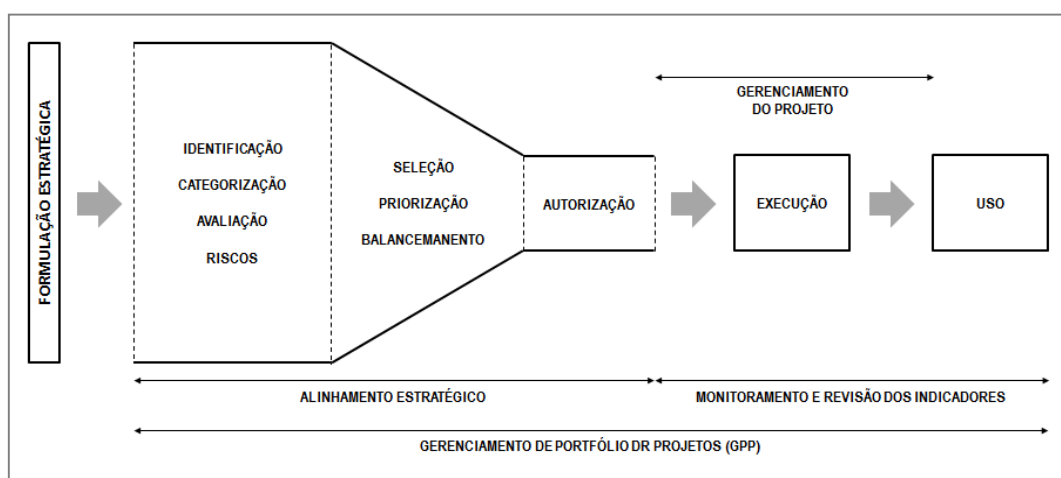 FORMULAÇÃO ESTRATÉGICA
IDENTIFICAÇÃO
CATEGORIZAÇÃO
AVALIAÇÃO
RISCOS
SELEÇÃO
PRIORIZAÇÃO
BALANCEMANENTO
AUTORIZAÇÃO
GERENCIAMENTO
DO PROJETO
EXECUÇÃO
USO
ALINHAMENTO ESTRATÉGICO
MONITORAMENTO E REVISÃO DOS INDICADORES
GERENCIAMENTO DE PORTFÓLIO DR PROJETOS (GPP)